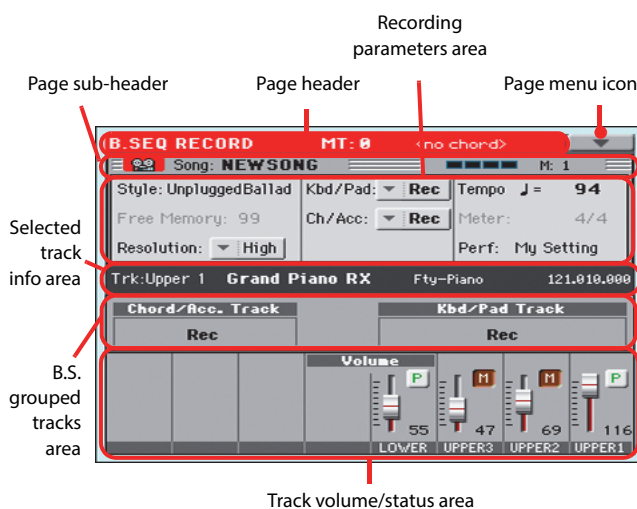 Recording
parameters area
Page sub-header
Page header
Page menu icon
B.SEQ RECORD MT: 0 <no chord>
Song: NEWSONG M: 1
Style: UnpluggedBallad Kbd/Pad: Rec Tempo ♩ = 94
Free Memory: 99 Ch/Acc: Rec Meter: 4/4
Resolution: High Perf: My Setting
Selected
track
info area
Trk:Upper 1 Grand Piano RX Fty-Piano 121.010.000
Chord/Acc. Track Kbd/Pad Track
Rec Rec
B.S.
grouped
tracks
area
Volume
P M M P
55 47 69 116
LOWER UPPER3 UPPER2 UPPER1
Track volume/status area